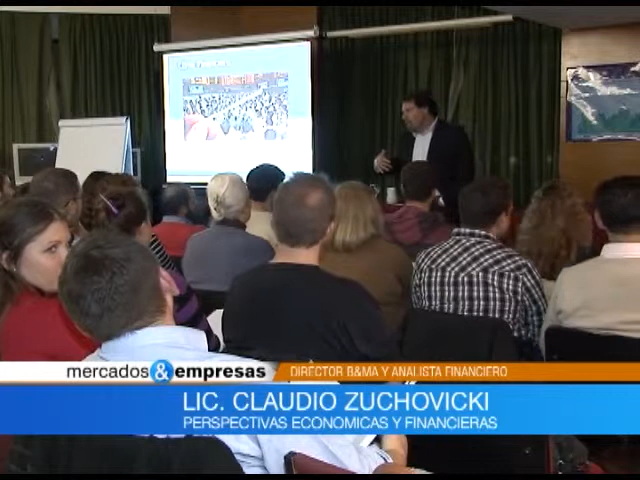 mercados&empresas
DIRECTOR B&MA Y ANALISTA FINANCIERO
LIC. CLAUDIO ZUCHOVICKI
PERSPECTIVAS ECONOMICAS Y FINANCIERAS